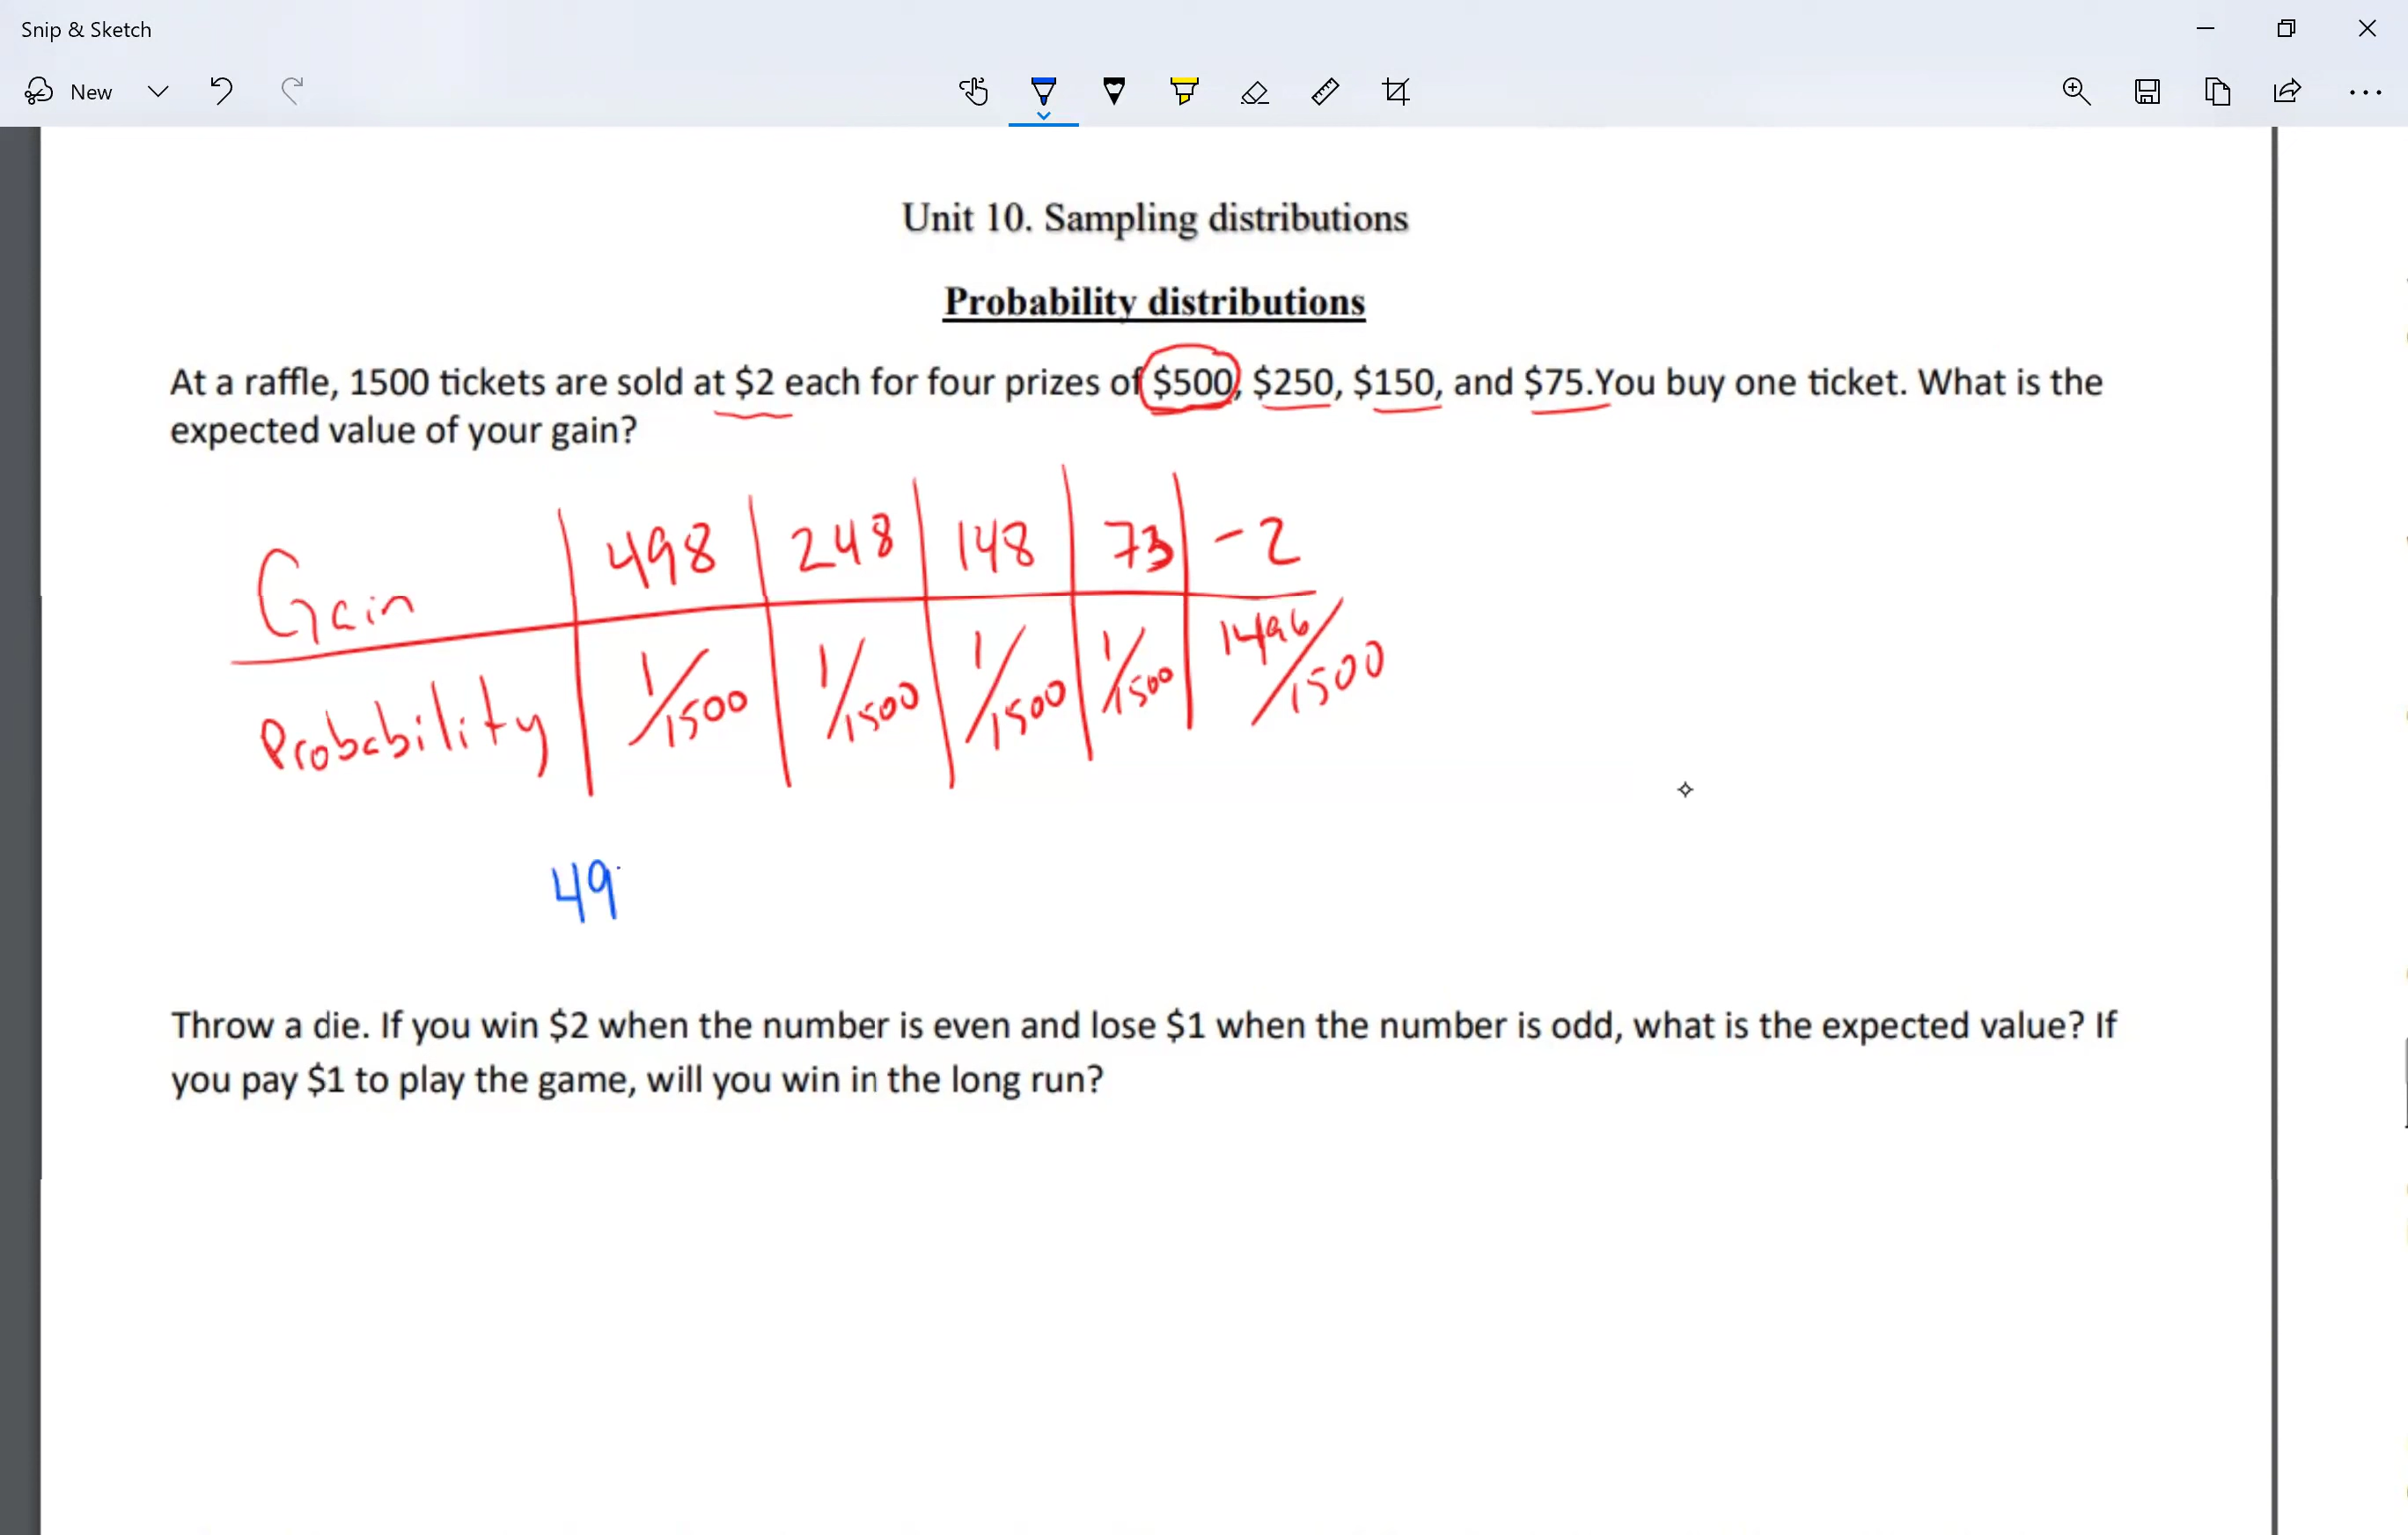 Snip & Sketch
New
Unit 10. Sampling distributions
Probability distributions
At a raffle, 1500 tickets are sold at $2 each for four prizes of $500, $250, $150, and $75.You buy one ticket. What is the
expected value of your gain?
Gain 498 248 148 73 -2
Probability 1/1500 1/1500 1/1500 1/1500 1496/1500
49
Throw a die. If you win $2 when the number is even and lose $1 when the number is odd, what is the expected value? If
you pay $1 to play the game, will you win in the long run?